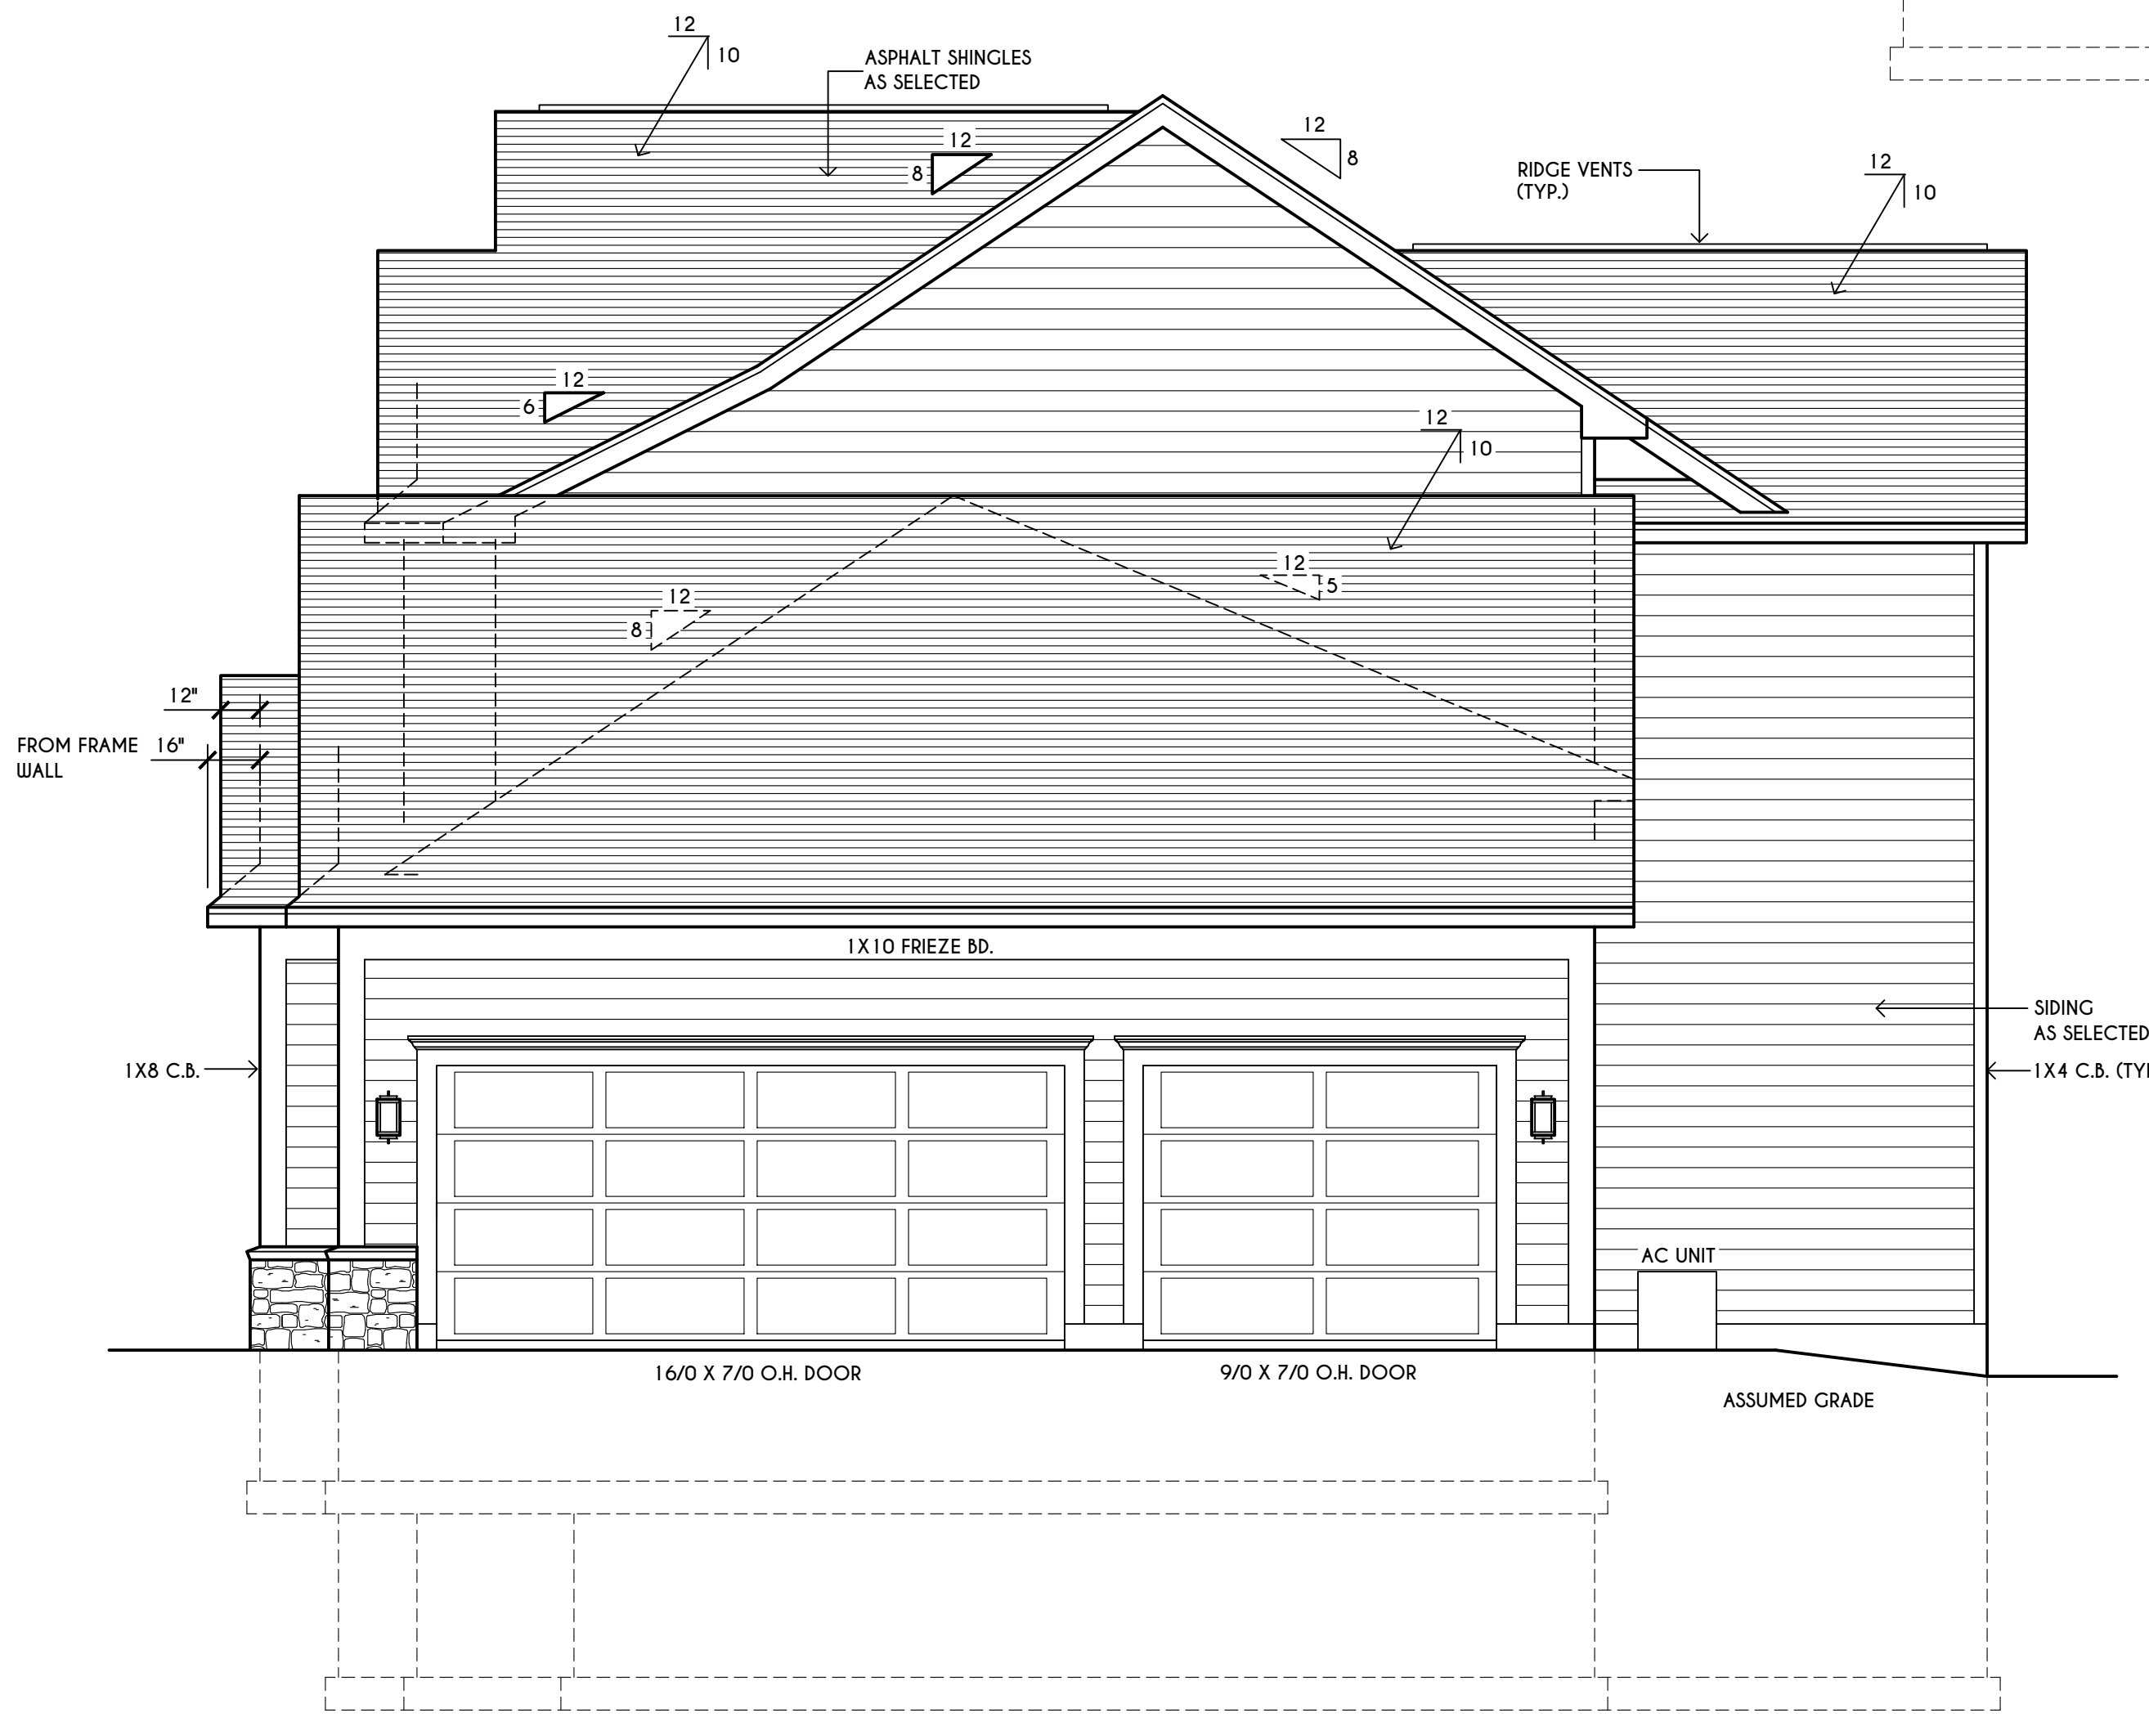 12
10
ASPHALT SHINGLES
AS SELECTED
12
8
12
8
RIDGE VENTS
(TYP.)
12
10
12
6
12
10
12
5
12
8
12"
FROM FRAME 16"
WALL
1X10 FRIEZE BD.
SIDING
AS SELECTED
1X8 C.B.
1X4 C.B. (TYP
AC UNIT
16/0 X 7/0 O.H. DOOR
9/0 X 7/0 O.H. DOOR
ASSUMED GRADE